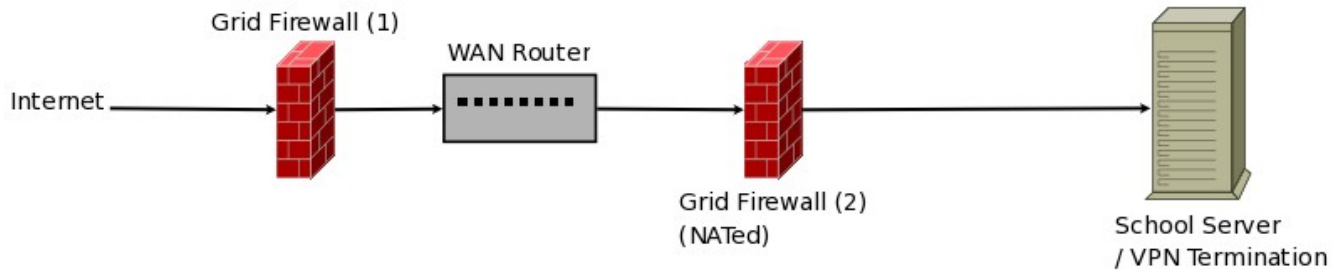 Grid Firewall (1)
WAN Router
Internet
Grid Firewall (2)
(NATed)
School Server
/ VPN Termination